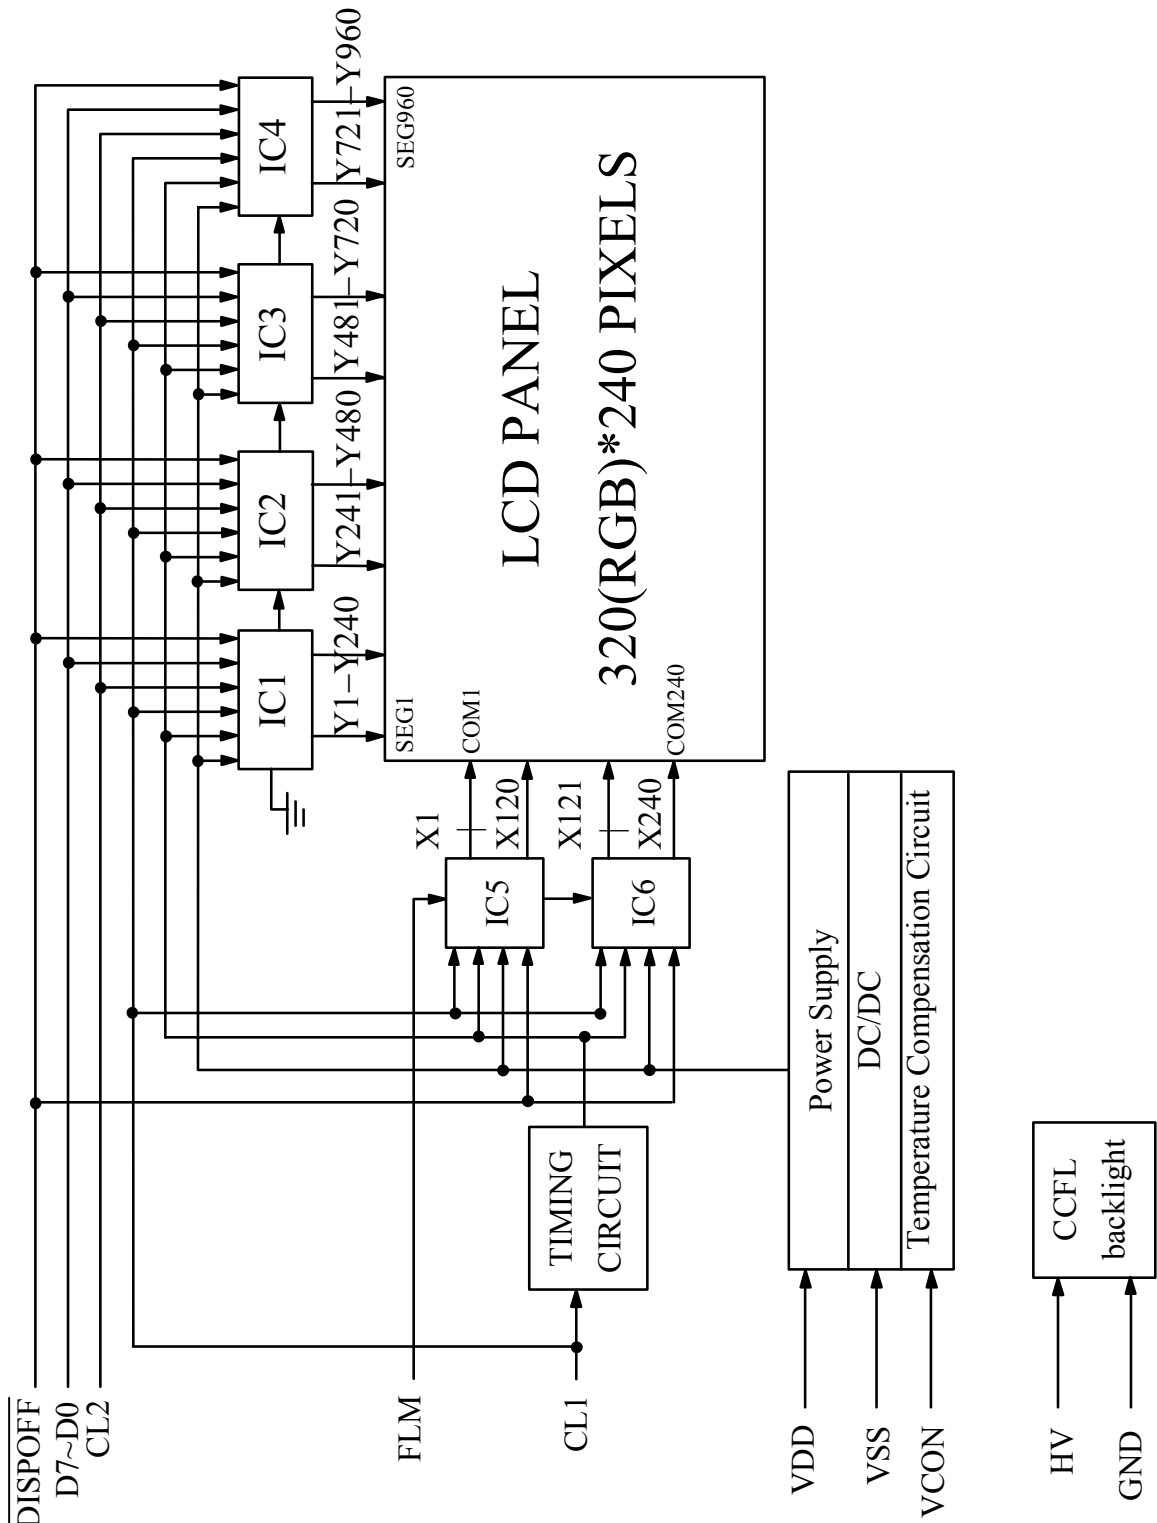 DISPOFF
D7~D0
CL2
FLM
CL1
VDD
VSS
VCON
HV
GND
TIMING
CIRCUIT
Power Supply
DC/DC
Temperature Compensation Circuit
CCFL
backlight
IC1
IC2
IC3
IC4
IC5
IC6
Y1-Y240
Y241-Y480
Y481-Y720
Y721-Y960
X1
X120
X121
X240
SEG1
SEG960
COM1
COM240
LCD PANEL
320(RGB)*240 PIXELS